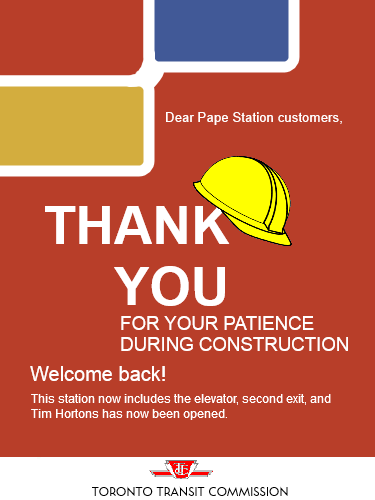 Dear Pape Station customers,
THANK
YOU
FOR YOUR PATIENCE
DURING CONSTRUCTION
Welcome back!
This station now includes the elevator, second exit, and
Tim Hortons has now been opened.
TORONTO TRANSIT COMMISSION